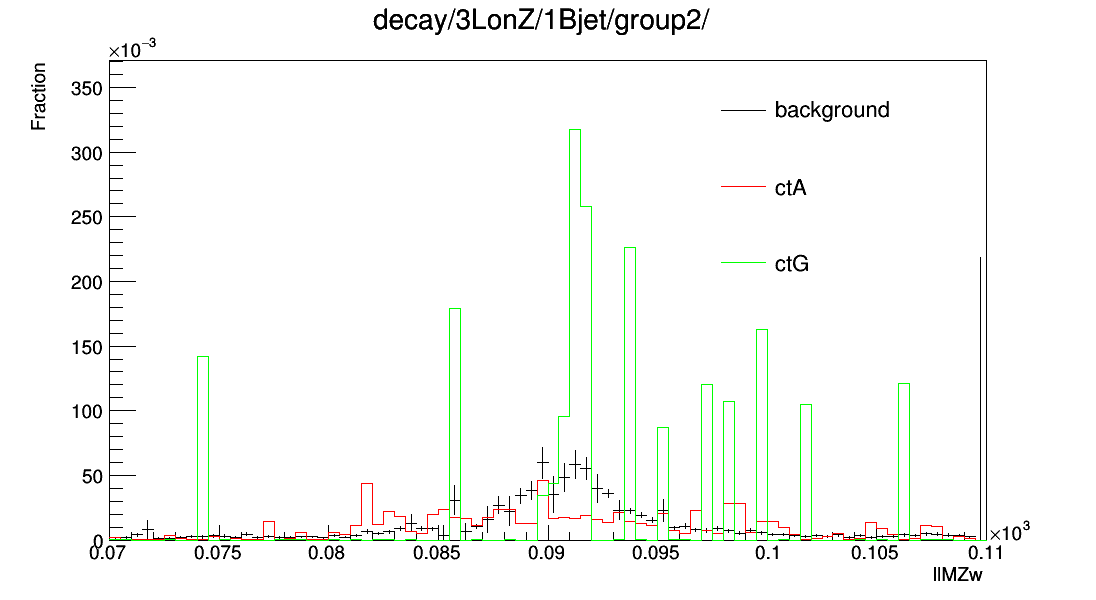 decay/3LonZ/1Bjet/group2/
×10−3
Fraction
350
300
250
200
150
100
50
0
background
ctA
ctG
0.07 0.075 0.08 0.085 0.09 0.095 0.1 0.105 0.11
×103
llMZw